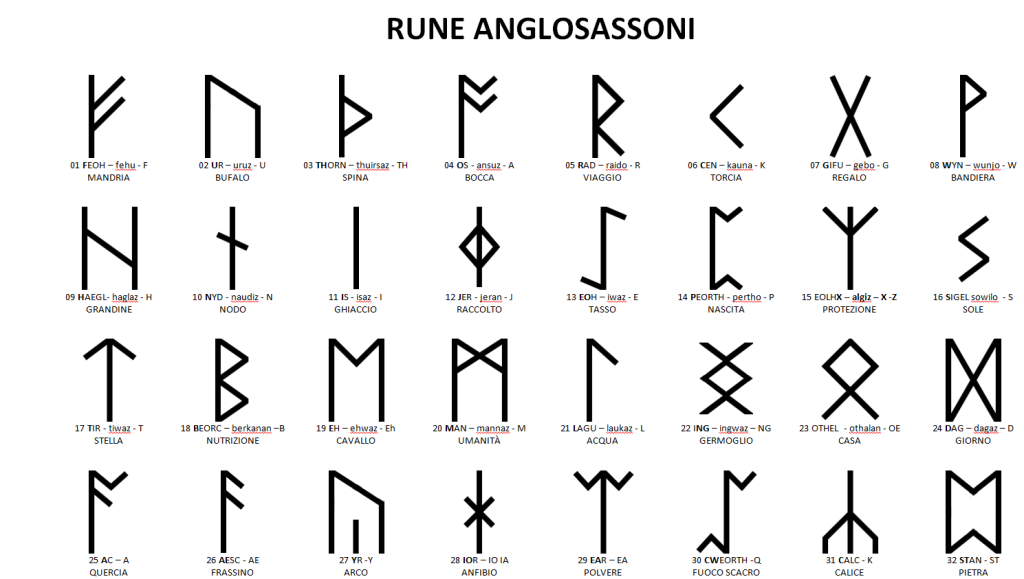 RUNE ANGLOSASSONI
01 FEOH – fehu - F
MANDRIA
02 UR – uruz - U
BUFALO
03 THORN – thuirsaz - TH
SPINA
04 OS - ansuz - A
BOCCA
05 RAD – raido - R
VIAGGIO
06 CEN – kauna - K
TORCIA
07 GIFU – gebo - G
REGALO
08 WYN – wunjo - W
BANDIERA
09 HAEGL- haglaz - H
GRANDINE
10 NYD - naudiz - N
NODO
11 IS - isaz - I
GHIACCIO
12 JER - jeran - J
RACCOLTO
13 EOH – iwaz - E
TASSO
14 PEORTH - pertho - P
NASCITA
15 EOLHX – algiz – X -Z
PROTEZIONE
16 SIGEL sowilo - S
SOLE
17 TIR - tiwaz - T
STELLA
18 BEORC – berkanan –B
NUTRIZIONE
19 EH – ehwaz - Eh
CAVALLO
20 MAN – mannaz - M
UMANITÀ
21 LAGU – laukaz - L
ACQUA
22 ING – ingwaz – NG
GERMOGLIO
23 OTHEL - othalan - OE
CASA
24 DAG – dagaz – D
GIORNO
25 AC – A
QUERCIA
26 AESC - AE
FRASSINO
27 YR -Y
ARCO
28 IOR – IO IA
ANFIBIO
29 EAR – EA
POLVERE
30 CWEORTH -Q
FUOCO SACRO
31 CALC - K
CALICE
32 STAN - ST
PIETRA